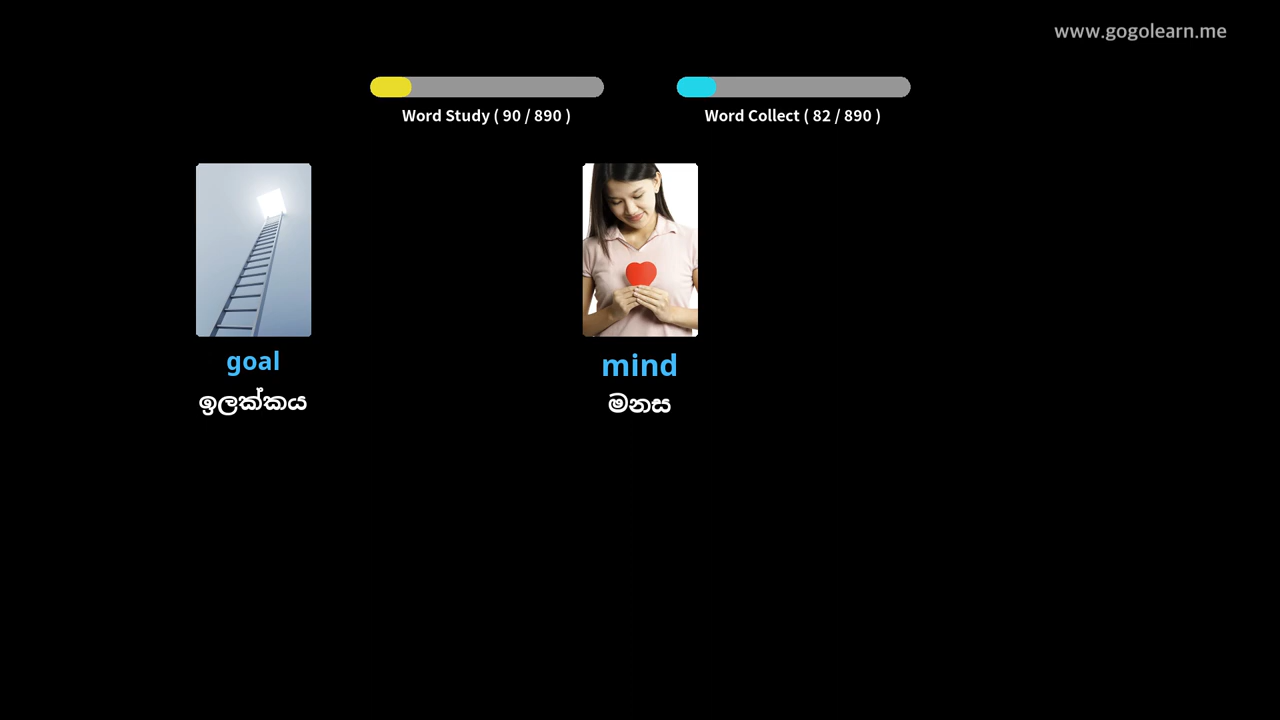 www.gogolearn.me
Word Study ( 90 / 890 )
Word Collect ( 82 / 890 )
goal
ඉලක්කය
mind
මනස